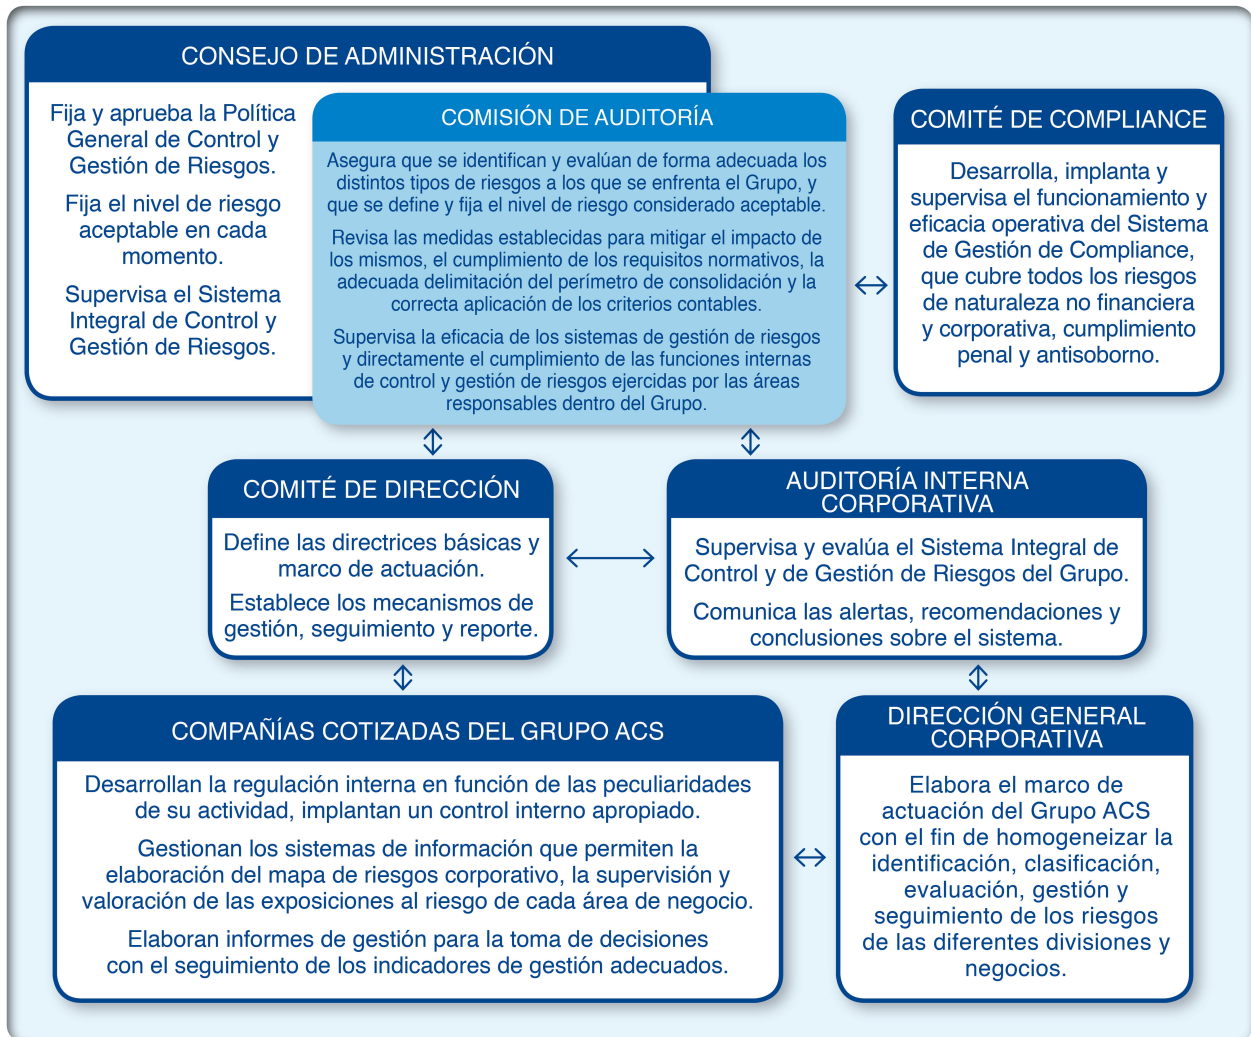 CONSEJO DE ADMINISTRACIÓN
Fija y aprueba la Política
General de Control y
Gestión de Riesgos.
Fija el nivel de riesgo
aceptable en cada
momento.
Supervisa el Sistema
Integral de Control y
Gestión de Riesgos.
COMISIÓN DE AUDITORÍA
Asegura que se identifican y evalúan de forma adecuada los
distintos tipos de riesgos a los que se enfrenta el Grupo, y
que se define y fija el nivel de riesgo considerado aceptable.
Revisa las medidas establecidas para mitigar el impacto de
los mismos, el cumplimiento de los requisitos normativos, la
adecuada delimitación del perímetro de consolidación y la
correcta aplicación de los criterios contables.
Supervisa la eficacia de los sistemas de gestión de riesgos
y directamente el cumplimiento de las funciones internas
de control y gestión de riesgos ejercidas por las áreas
responsables dentro del Grupo.
COMITÉ DE COMPLIANCE
Desarrolla, implanta y
supervisa el funcionamiento y
eficacia operativa del Sistema
de Gestión de Compliance,
que cubre todos los riesgos
de naturaleza no financiera
y corporativa, cumplimiento
penal y antisoborno.
COMITÉ DE DIRECCIÓN
Define las directrices básicas y
marco de actuación.
Establece los mecanismos de
gestión, seguimiento y reporte.
AUDITORÍA INTERNA
CORPORATIVA
Supervisa y evalúa el Sistema Integral de
Control y de Gestión de Riesgos del Grupo.
Comunica las alertas, recomendaciones y
conclusiones sobre el sistema.
COMPAÑÍAS COTIZADAS DEL GRUPO ACS
Desarrollan la regulación interna en función de las peculiaridades
de su actividad, implantan un control interno apropiado.
Gestionan los sistemas de información que permiten la
elaboración del mapa de riesgos corporativo, la supervisión y
valoración de las exposiciones al riesgo de cada área de negocio.
Elaboran informes de gestión para la toma de decisiones
con el seguimiento de los indicadores de gestión adecuados.
DIRECCIÓN GENERAL
CORPORATIVA
Elabora el marco de
actuación del Grupo ACS
con el fin de homogeneizar la
identificación, clasificación,
evaluación, gestión y
seguimiento de los riesgos
de las diferentes divisiones y
negocios.